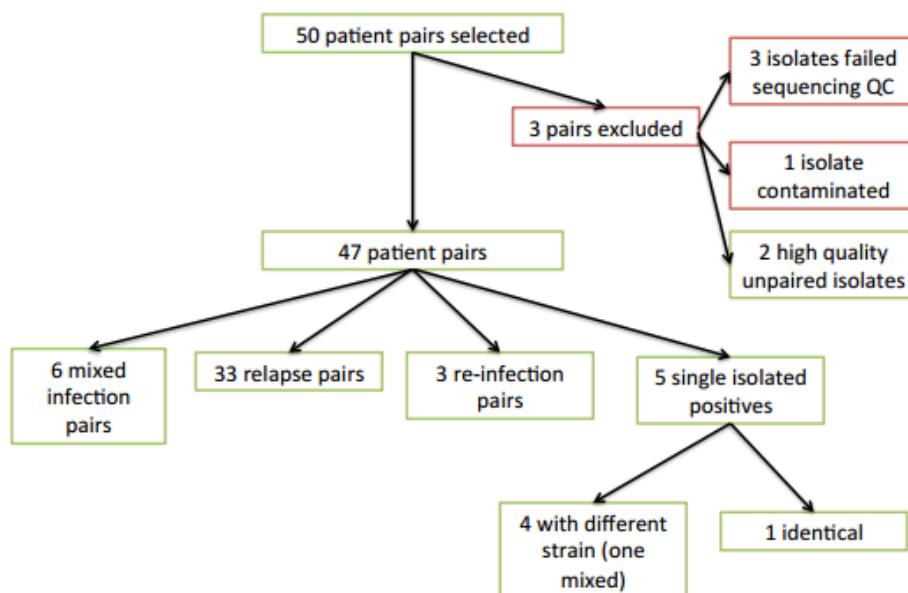 50 patient pairs selected
3 isolates failed
sequencing QC
3 pairs excluded
1 isolate
contaminated
47 patient pairs
2 high quality
unpaired isolates
6 mixed
infection
pairs
33 relapse pairs
3 re-infection
pairs
5 single isolated
positives
4 with different
strain (one
mixed)
1 identical